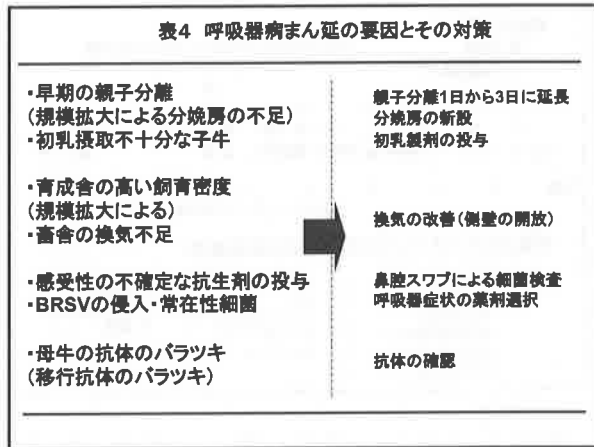 表4 呼吸器病まん延の要因とその対策
・早期の親子分離
(規模拡大による分娩房の不足)
・初乳摂取不十分な子牛
親子分離1日から3日に延長
分娩房の新設
初乳製剤の投与
・育成舎の高い飼育密度
(規模拡大による)
・畜舎の換気不足
換気の改善(側壁の開放)
・感受性の不確定な抗生剤の投与
・BRSVの侵入・常在性細菌
鼻腔スワブによる細菌検査
呼吸器症状の薬剤選択
・母牛の抗体のバラツキ
(移行抗体のバラツキ)
抗体の確認